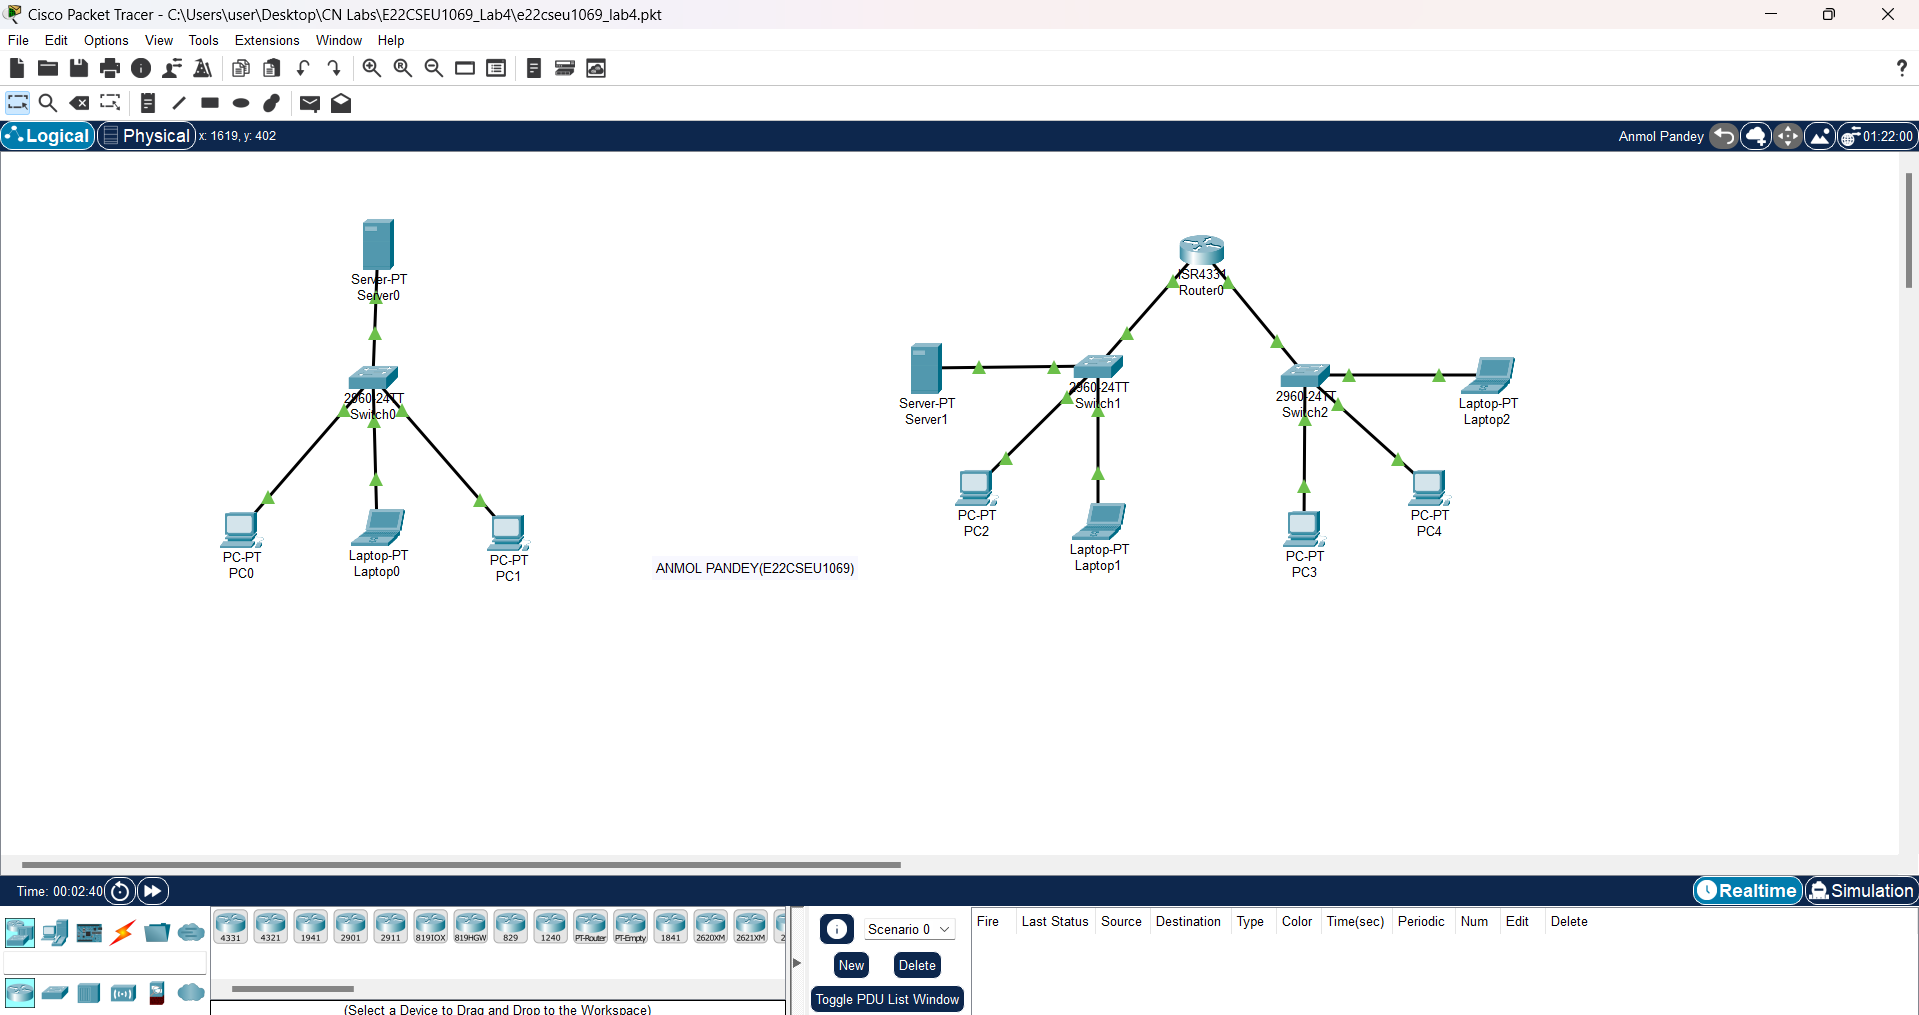 Cisco Packet Tracer - C:\Users\user\Desktop\CN Labs\E22CSEU1069_Lab4\e22cseu1069_lab4.pkt
File Edit Options View Tools Extensions Window Help
?
Logical Physical x: 1619, y: 402 Anmol Pandey 01:22:00
Server-PT
Server0
2960-24TT
Switch0
PC-PT
PC0
Laptop-PT
Laptop0
PC-PT
PC1
ANMOL PANDEY(E22CSEU1069)
ISR4331
Router0
Server-PT
Server1
2960-24TT
Switch1
2960-24TT
Switch2
Laptop-PT
Laptop2
PC-PT
PC2
Laptop-PT
Laptop1
PC-PT
PC3
PC-PT
PC4
Time: 00:02:40 Realtime Simulation
4331 4321 1941 2901 2911 819IOX 819HGW 829 1240 PT-Router PT-Empty 1841 2620XM 2621XM 2
(Select a Device to Drag and Drop to the Workspace)
Scenario 0
New Delete
Toggle PDU List Window
Fire Last Status Source Destination Type Color Time(sec) Periodic Num Edit Delete